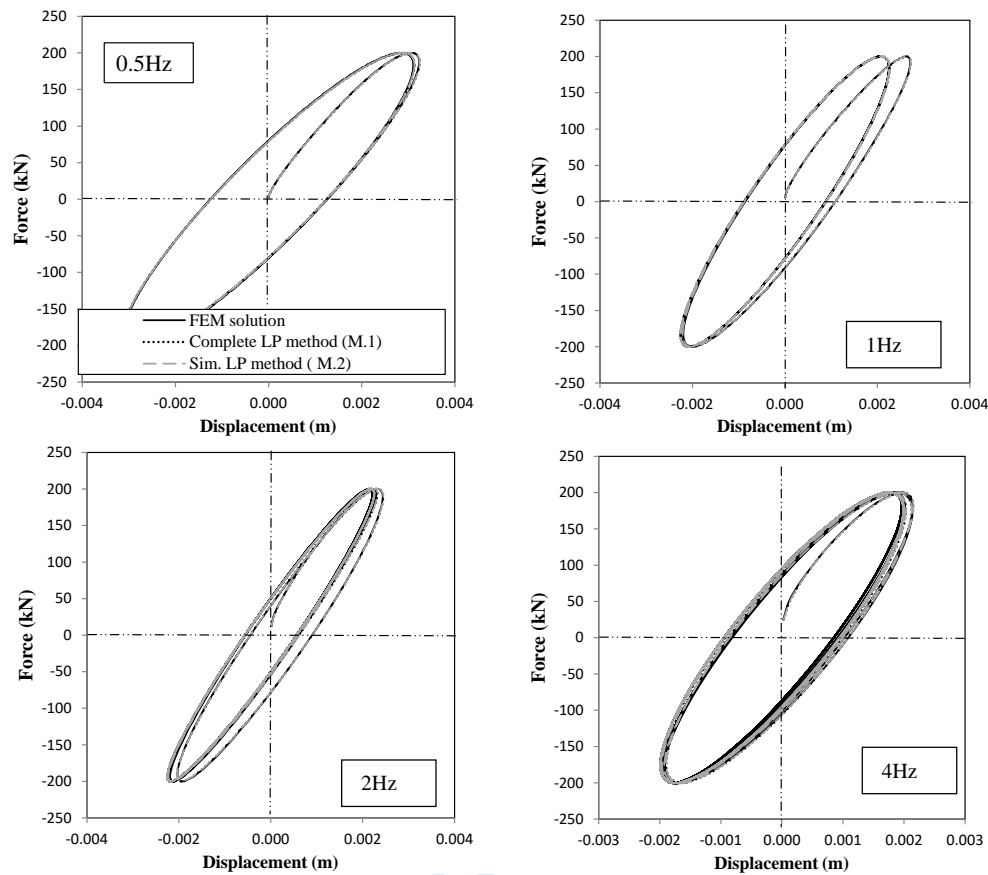 250
200
150
100
50
0
-50
-100
-150
-200
-250
Force (kN)
0.5Hz
FEM solution
Complete LP method (M.1)
Sim. LP method ( M.2)
-0.004 -0.002 0.000 0.002 0.004
Displacement (m)
250
200
150
100
50
0
-50
-100
-150
-200
-250
Force (kN)
1Hz
-0.004 -0.002 0.000 0.002 0.004
Displacement (m)
250
200
150
100
50
0
-50
-100
-150
-200
-250
Force (kN)
2Hz
-0.004 -0.002 0.000 0.002 0.004
Displacement (m)
250
200
150
100
50
0
-50
-100
-150
-200
-250
Force (kN)
4Hz
-0.003 -0.002 -0.001 0.000 0.001 0.002 0.003
Displacement (m)